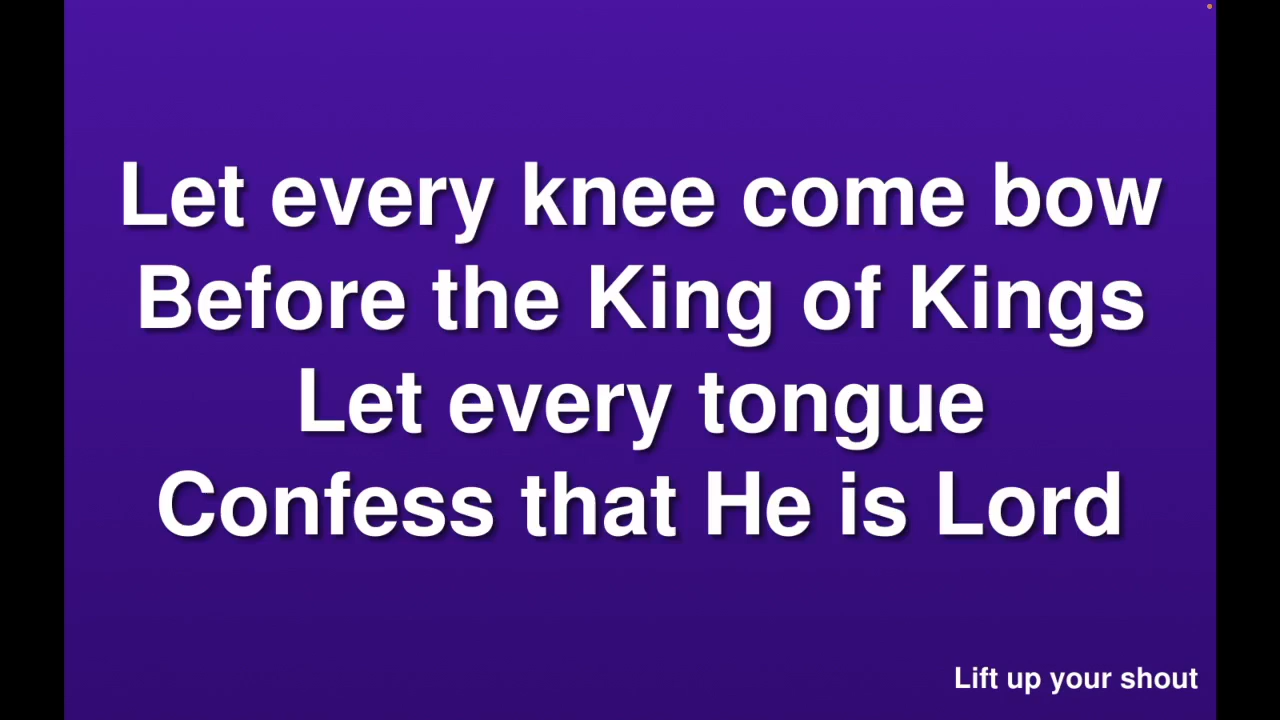 Let every knee come bow
Before the King of Kings
Let every tongue
Confess that He is Lord
Lift up your shout